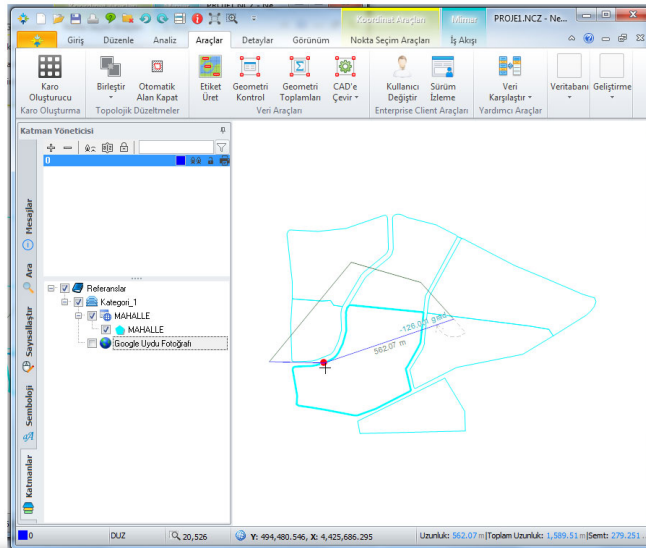 Koordinat Araçları Mimar PROJE1.NCZ - Ne...
Giriş Düzenle Analiz Araçlar Detaylar Görünüm Nokta Seçim Araçları İş Akışı
Karo Oluşturucu
Birleştir
Otomatik Alan Kapat
Etiket Üret
Geometri Kontrol
Geometri Toplamları
CAD'e Çevir
Kullanıcı Değiştir
Sürüm İzleme
Veri Karşılaştır
Veritabanı
Geliştirme
Karo Oluşturma Topolojik Düzeltmeler Veri Araçları Enterprise Client Araçları Yardımcı Araçlar
Katman Yöneticisi
0
Mesajlar
Ara
Sayısallaştır
Semboloji
Katmanlar
Referanslar
Kategori_1
MAHALLE
MAHALLE
Google Uydu Fotoğrafı
562.07 m
0 DUZ 20,526 Y: 494,480.546, X: 4,425,686.295 Uzunluk: 562.07 m|Toplam Uzunluk: 1,589.51 m|Semt: 279.251 ...